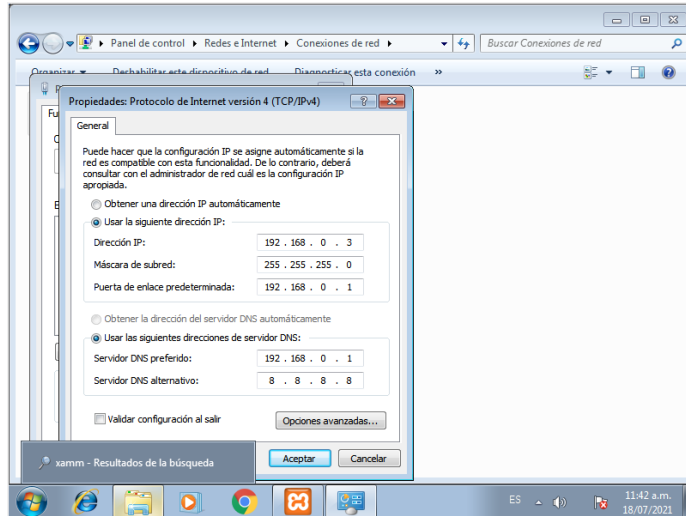 Panel de control ▸ Redes e Internet ▸ Conexiones de red ▸
Buscar Conexiones de red
Organizar Deshabilitar este dispositivo de red Diagnosticar esta conexión »
Propiedades: Protocolo de Internet versión 4 (TCP/IPv4)
General
Puede hacer que la configuración IP se asigne automáticamente si la
red es compatible con esta funcionalidad. De lo contrario, deberá
consultar con el administrador de red cuál es la configuración IP
apropiada.
Obtener una dirección IP automáticamente
Usar la siguiente dirección IP:
Dirección IP: 192 . 168 . 0 . 3
Máscara de subred: 255 . 255 . 255 . 0
Puerta de enlace predeterminada: 192 . 168 . 0 . 1
Obtener la dirección del servidor DNS automáticamente
Usar las siguientes direcciones de servidor DNS:
Servidor DNS preferido: 192 . 168 . 0 . 1
Servidor DNS alternativo: 8 . 8 . 8 . 8
Validar configuración al salir
Opciones avanzadas...
Aceptar Cancelar
xamm - Resultados de la búsqueda
ES
11:42 a.m.
18/07/2021